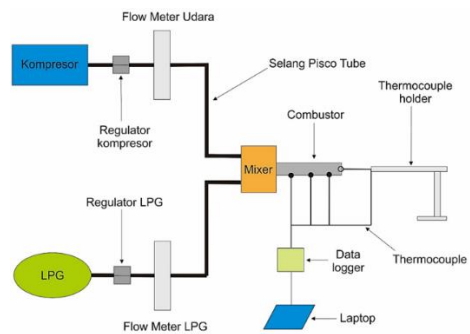 Flow Meter Udara
Kompresor
Selang Pisco Tube
Thermocouple
holder
Regulator
kompresor
Combustor
Mixer
Regulator LPG
LPG
Data
logger
Thermocouple
Flow Meter LPG
Laptop